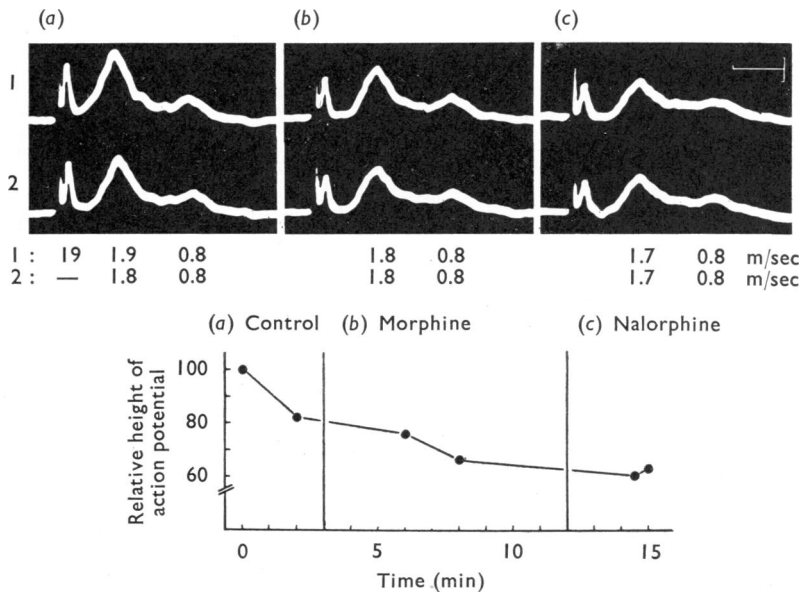 (a) (b) (c)
1
2
1 : 19 1.9 0.8 1.8 0.8 1.7 0.8 m/sec
2 : — 1.8 0.8 1.8 0.8 1.7 0.8 m/sec
(a) Control (b) Morphine (c) Nalorphine
Relative height of
action potential
100
80
60
0 5 10 15
Time (min)